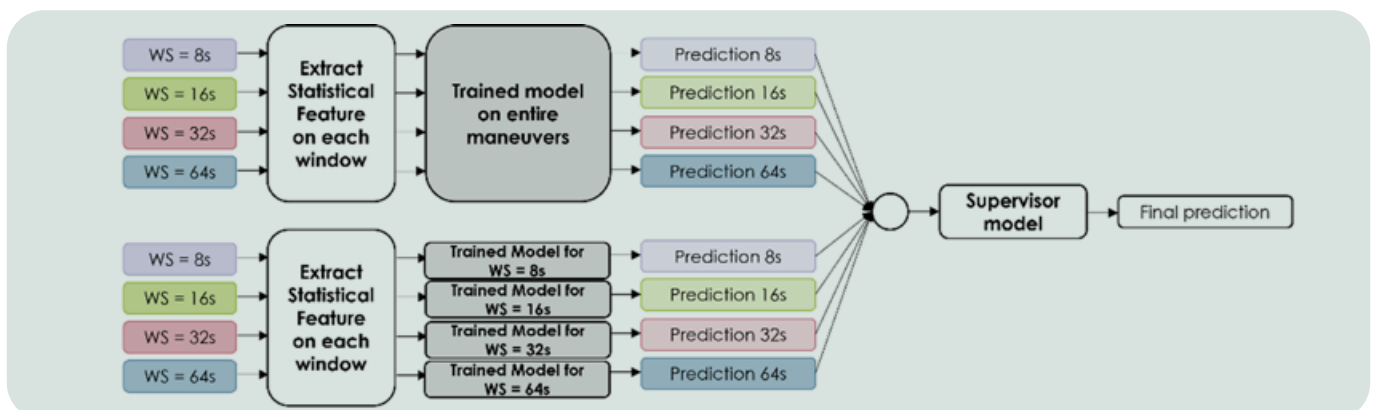 WS = 8s
WS = 16s
WS = 32s
WS = 64s
Extract
Statistical
Feature
on each
window
Trained model
on entire
maneuvers
Prediction 8s
Prediction 16s
Prediction 32s
Prediction 64s
WS = 8s
WS = 16s
WS = 32s
WS = 64s
Extract
Statistical
Feature
on each
window
Trained Model for
WS = 8s
Trained Model for
WS = 16s
Trained Model for
WS = 32s
Trained Model for
WS = 64s
Prediction 8s
Prediction 16s
Prediction 32s
Prediction 64s
Supervisor
model
Final prediction